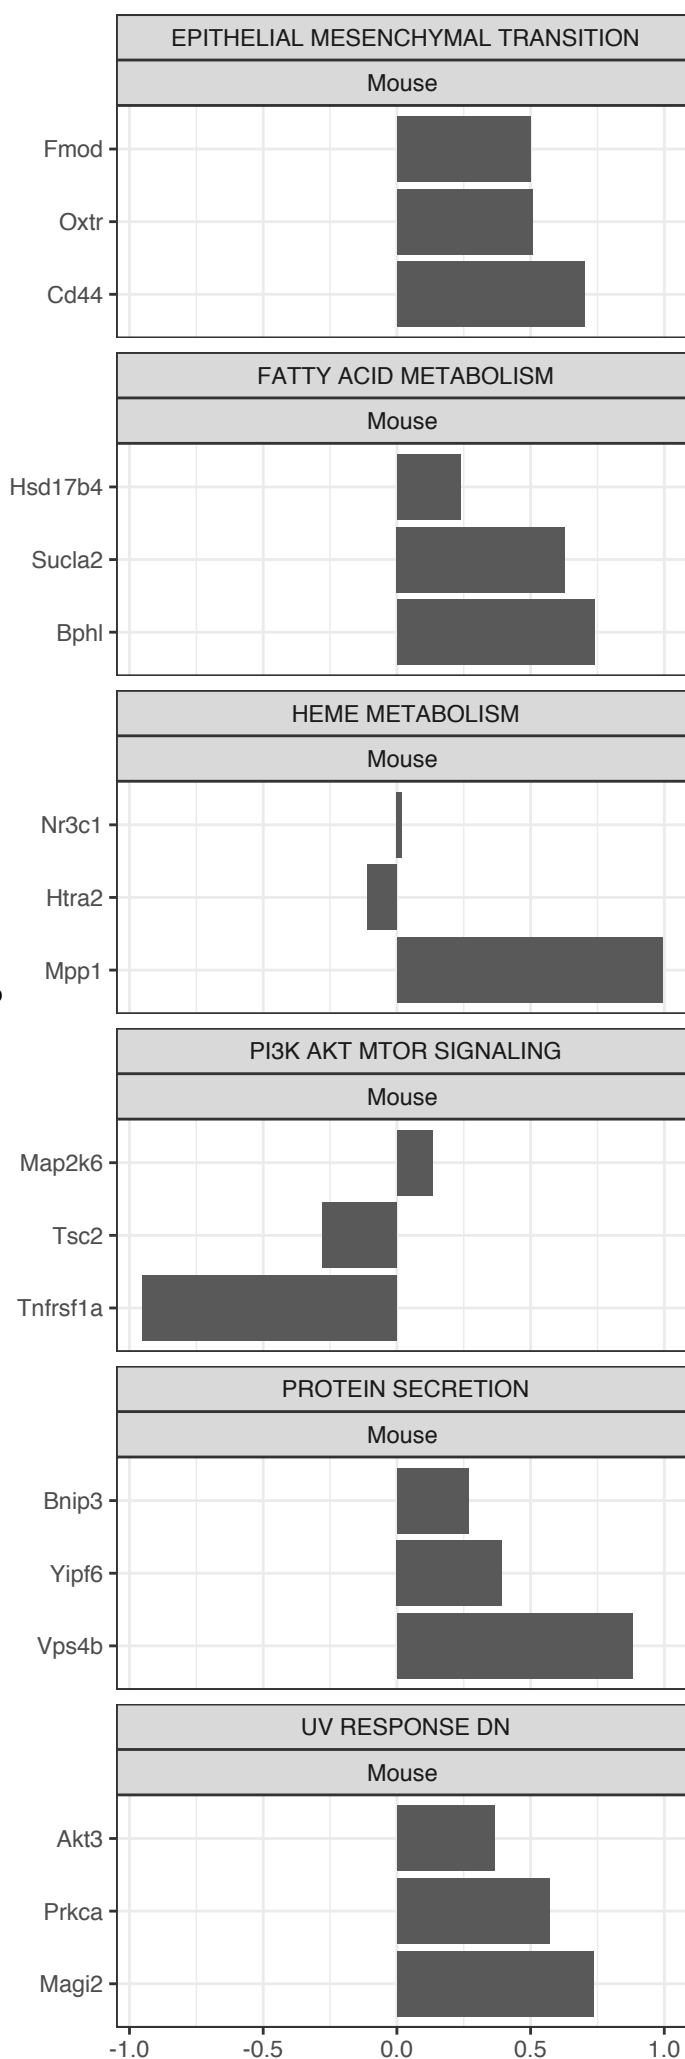 EPITHELIAL MESENCHYMAL TRANSITION
Mouse
Fmod
Oxtr
Cd44
FATTY ACID METABOLISM
Mouse
Hsd17b4
Sucla2
Bphl
HEME METABOLISM
Mouse
Nr3c1
Htra2
Mpp1
PI3K AKT MTOR SIGNALING
Mouse
Map2k6
Tsc2
Tnfrsf1a
PROTEIN SECRETION
Mouse
Bnip3
Yipf6
Vps4b
UV RESPONSE DN
Mouse
Akt3
Prkca
Magi2
-1.0 -0.5 0.0 0.5 1.0